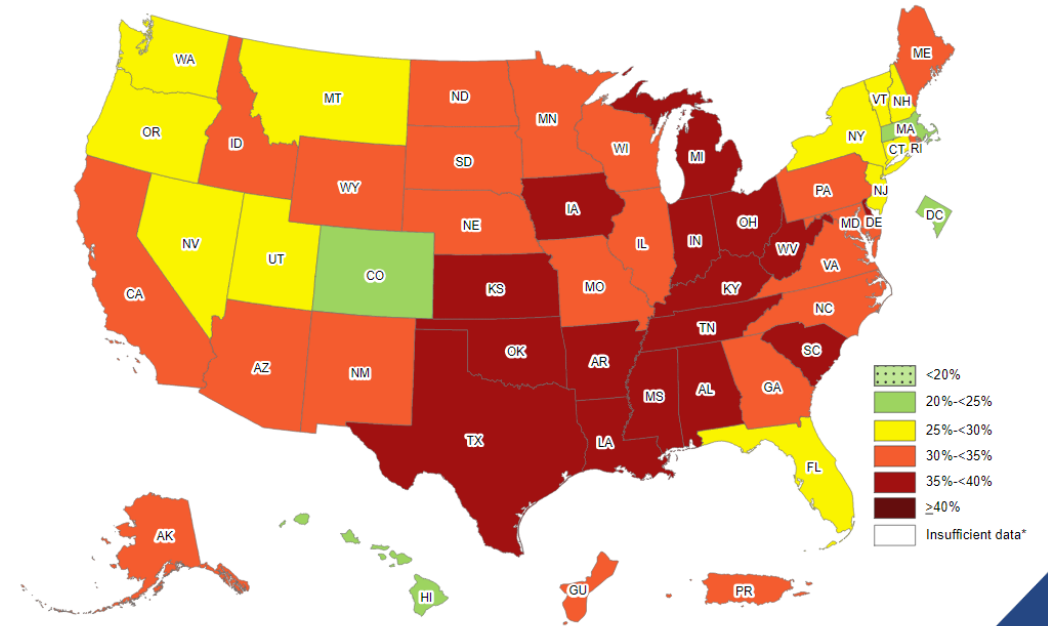 WA
ME
MT
ND
VT
NH
MN
OR
MA
NY
ID
WI
CT
RI
MI
SD
WY
PA
NJ
IA
DC
OH
NE
MD
DE
NV
IN
IL
WV
UT
VA
CO
KS
KY
MO
CA
NC
TN
OK
SC
AR
AZ
NM
GA
<20%
AL
MS
20%-<25%
25%-<30%
TX
LA
30%-<35%
FL
35%-<40%
≥40%
AK
Insufficient data*
GU
PR
HI